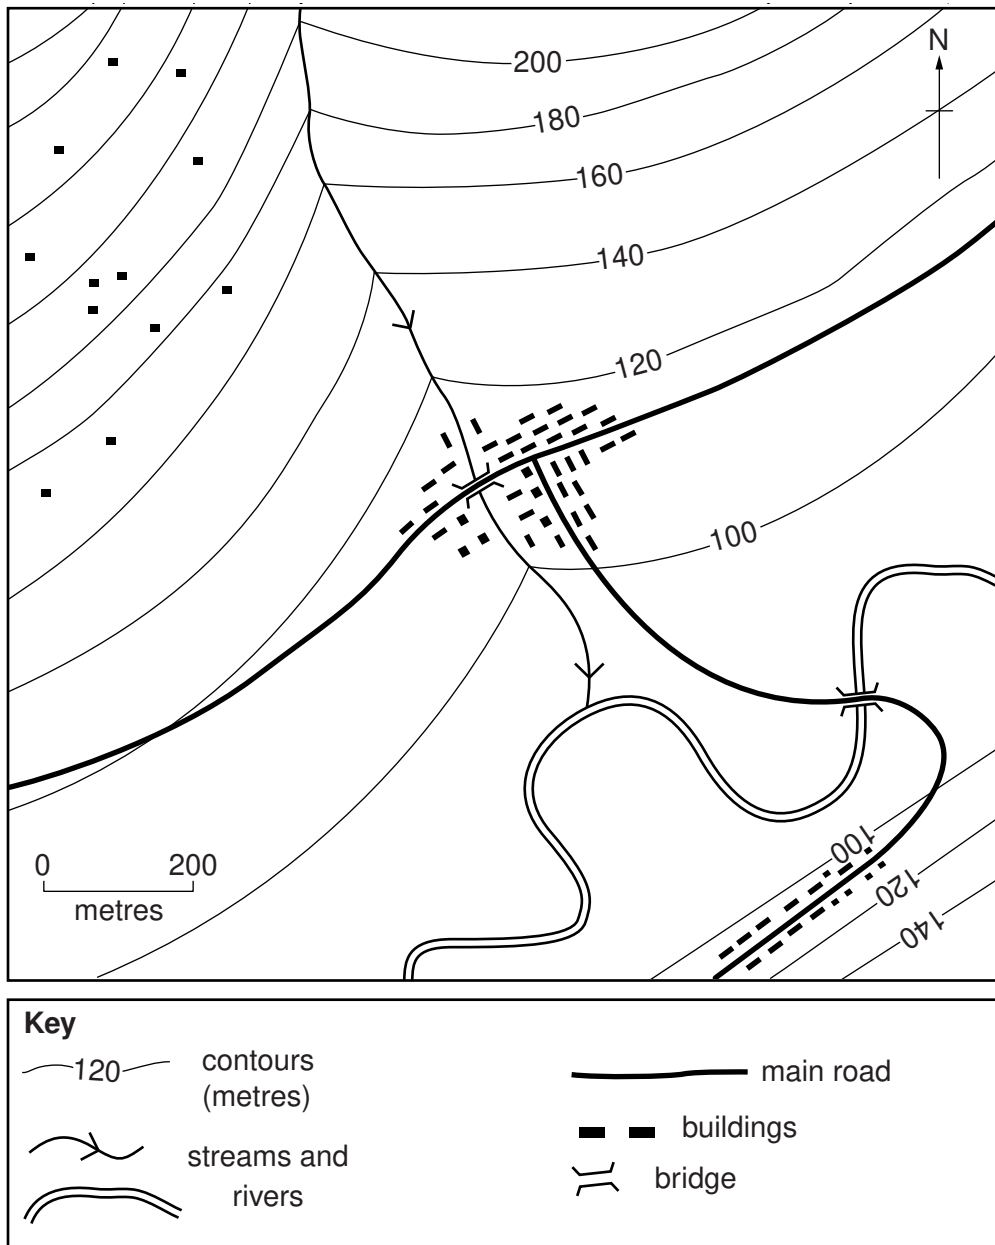 N
200
180
160
140
120
100
0 200
metres
100
120
140
Key
120
contours
(metres)
main road
buildings
streams and
rivers
bridge